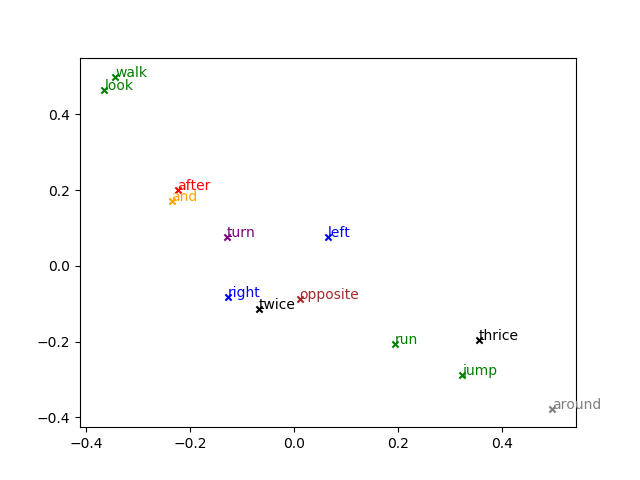 walk
look
0.4
after
0.2
and
turn
left
0.0
right
opposite
twice
−0.2
thrice
run
jump
around
−0.4
−0.4
−0.2
0.0
0.2
0.4